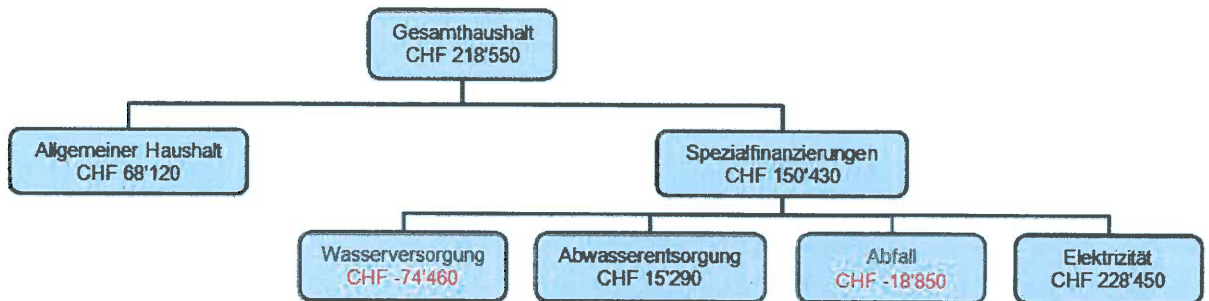 Gesamthaushalt
CHF 218'550
Allgemeiner Haushalt
CHF 68'120
Spezialfinanzierungen
CHF 150'430
Wasserversorgung
CHF -74'460
Abwasserentsorgung
CHF 15'290
Abfall
CHF -18'850
Elektrizität
CHF 228'450